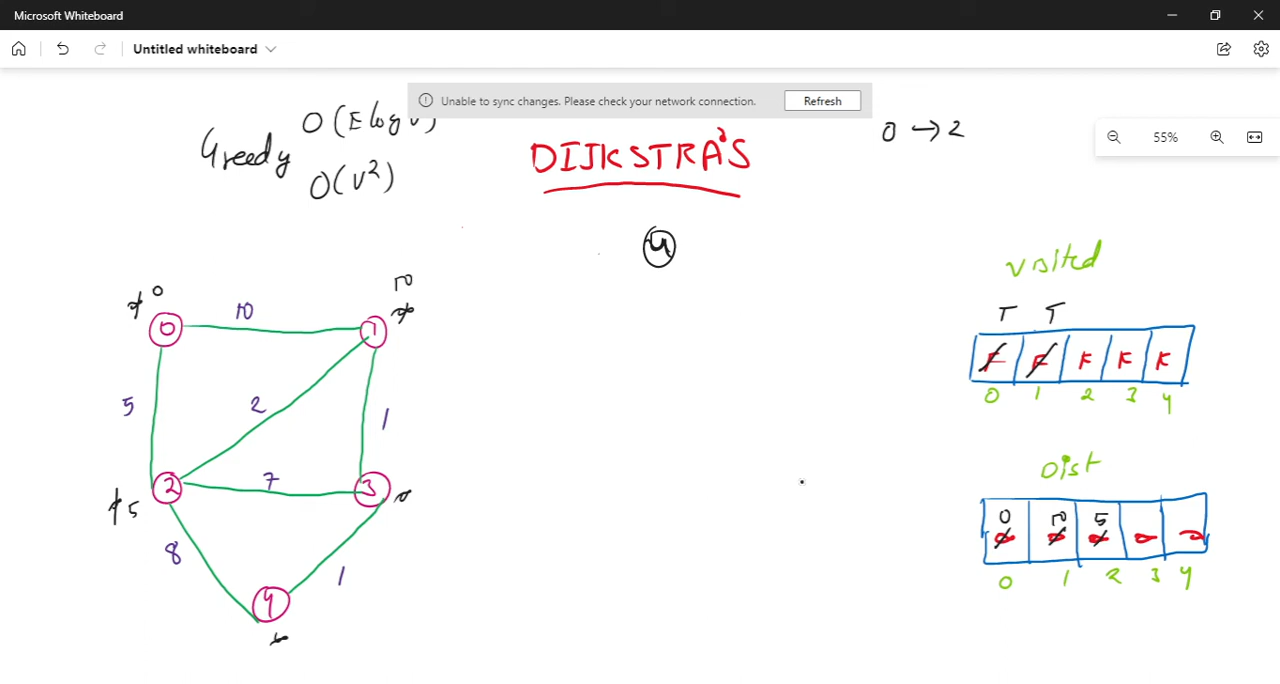 Microsoft Whiteboard
Untitled whiteboard
Unable to sync changes. Please check your network connection.
Refresh
55%
Greedy
O(E log V)
O(V²)
DIJKSTRA'S
0 → 2
4
visited
T T
F F F F F
0 1 2 3 4
Dist
0 10 5
∞ ∞ ∞ ∞ ∞
0 1 2 3 4
∞ 0
10
∞
0
10
1
5
2
1
2
7
3
∞ 5
∞
8
1
4
∞